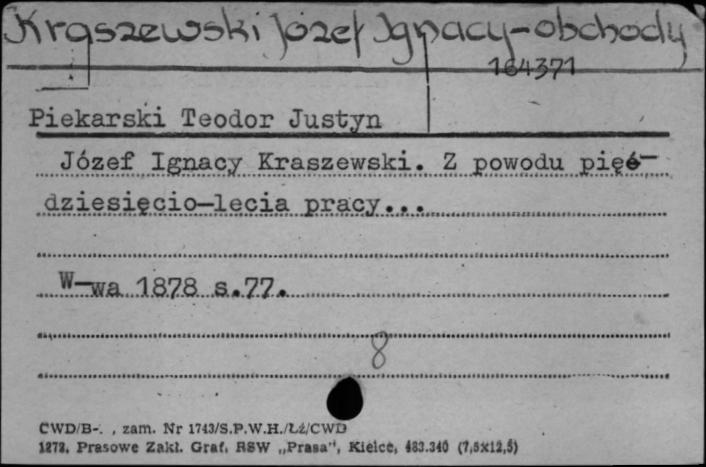 Kraszewski Józef Ignacy-obchody
164371
Piekarski Teodor Justyn
Józef Ignacy Kraszewski. Z powodu pięć-
dziesięcio-lecia pracy...
W-wa 1878 s.77.
8
CWD/B-. , zam. Nr 1743/S.P.W.H./Łź/CWD
1272. Prasowe Zakł. Graf. RSW „Prasa", Kielce, 483.340 (7,5x12,5)